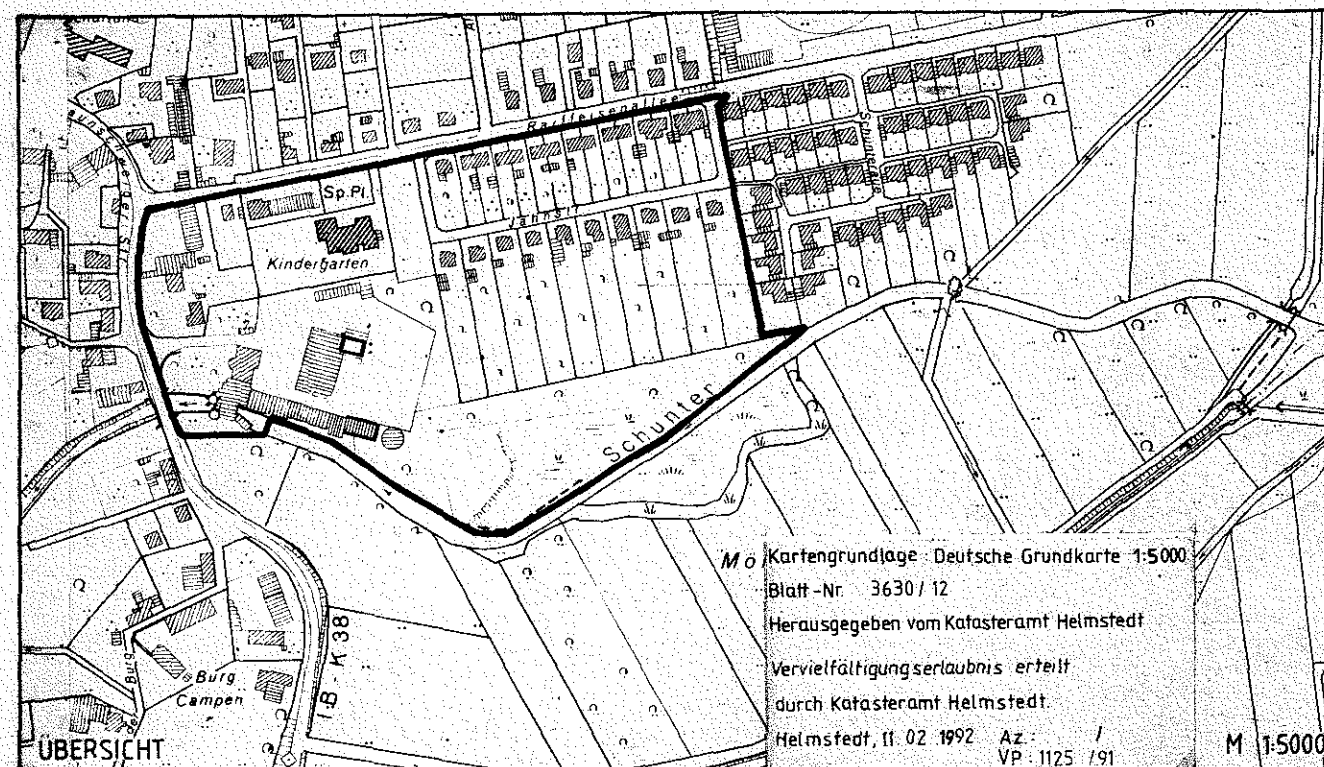 Raiffeisenallee
Sp.Pl.
Jahnstr.
Kindergarten
Schunter
Burg
Campen
I.B - K 38
Kartengrundlage Deutsche Grundkarte 1:5000
Blatt-Nr. 3630 / 12
Herausgegeben vom Katasteramt Helmstedt
Vervielfältigungserlaubnis erteilt
durch Katasteramt Helmstedt.
Helmstedt, 11 02 1992 Az.: /
VP : 1125 / 91
ÜBERSICHT
M 1:5000